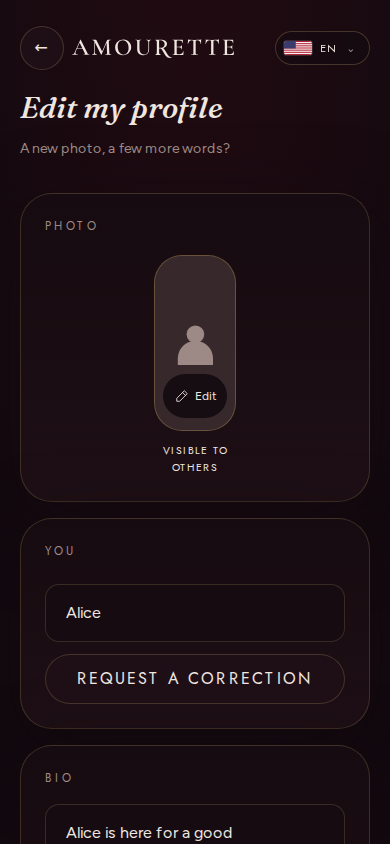 ← AMOURETTE EN
Edit my profile
A new photo, a few more words?
PHOTO
Edit
VISIBLE TO
OTHERS
YOU
Alice
REQUEST A CORRECTION
BIO
Alice is here for a good